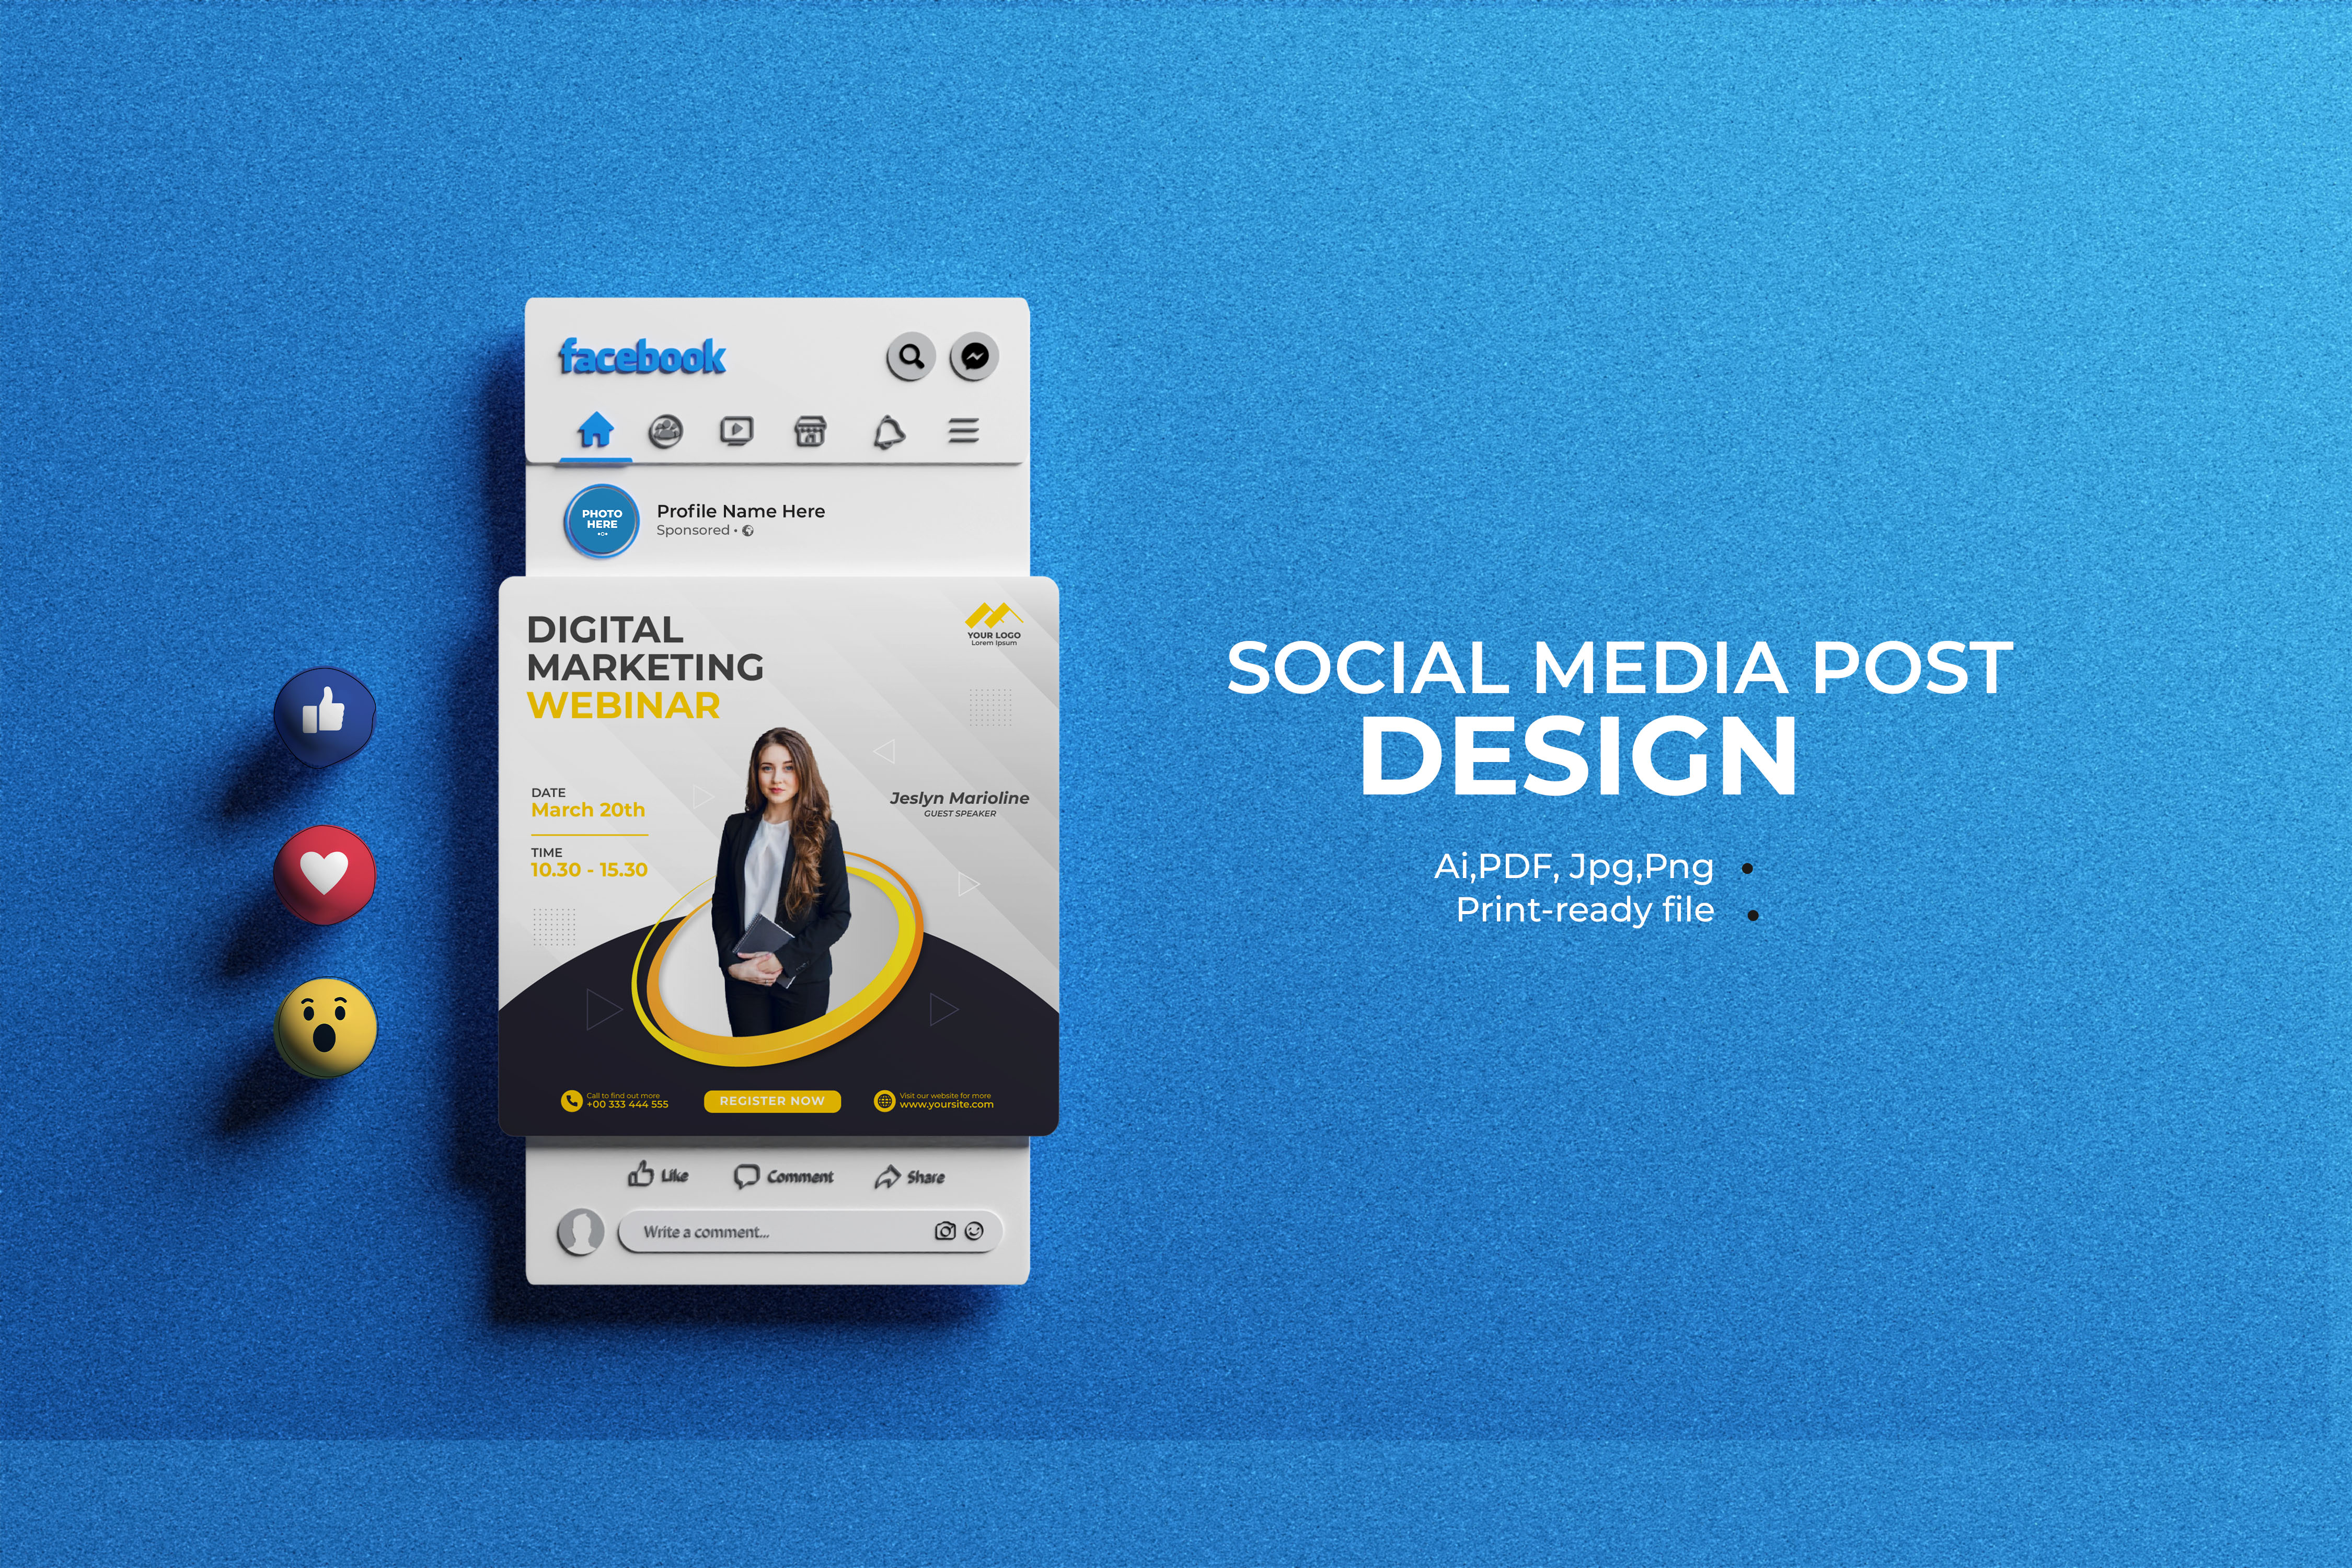 facebook
PHOTO
HERE
Profile Name Here
Sponsored •
DIGITAL
MARKETING
WEBINAR
YOUR LOGO
Lorem Ipsum
DATE
March 20th
TIME
10.30 - 15.30
Jeslyn Marioline
GUEST SPEAKER
Call to find out more
+00 333 444 555
REGISTER NOW
Visit our website for more
www.yoursite.com
Like
Comment
Share
Write a comment...
SOCIAL MEDIA POST
DESIGN
Ai,PDF, Jpg,Png •
Print-ready file •